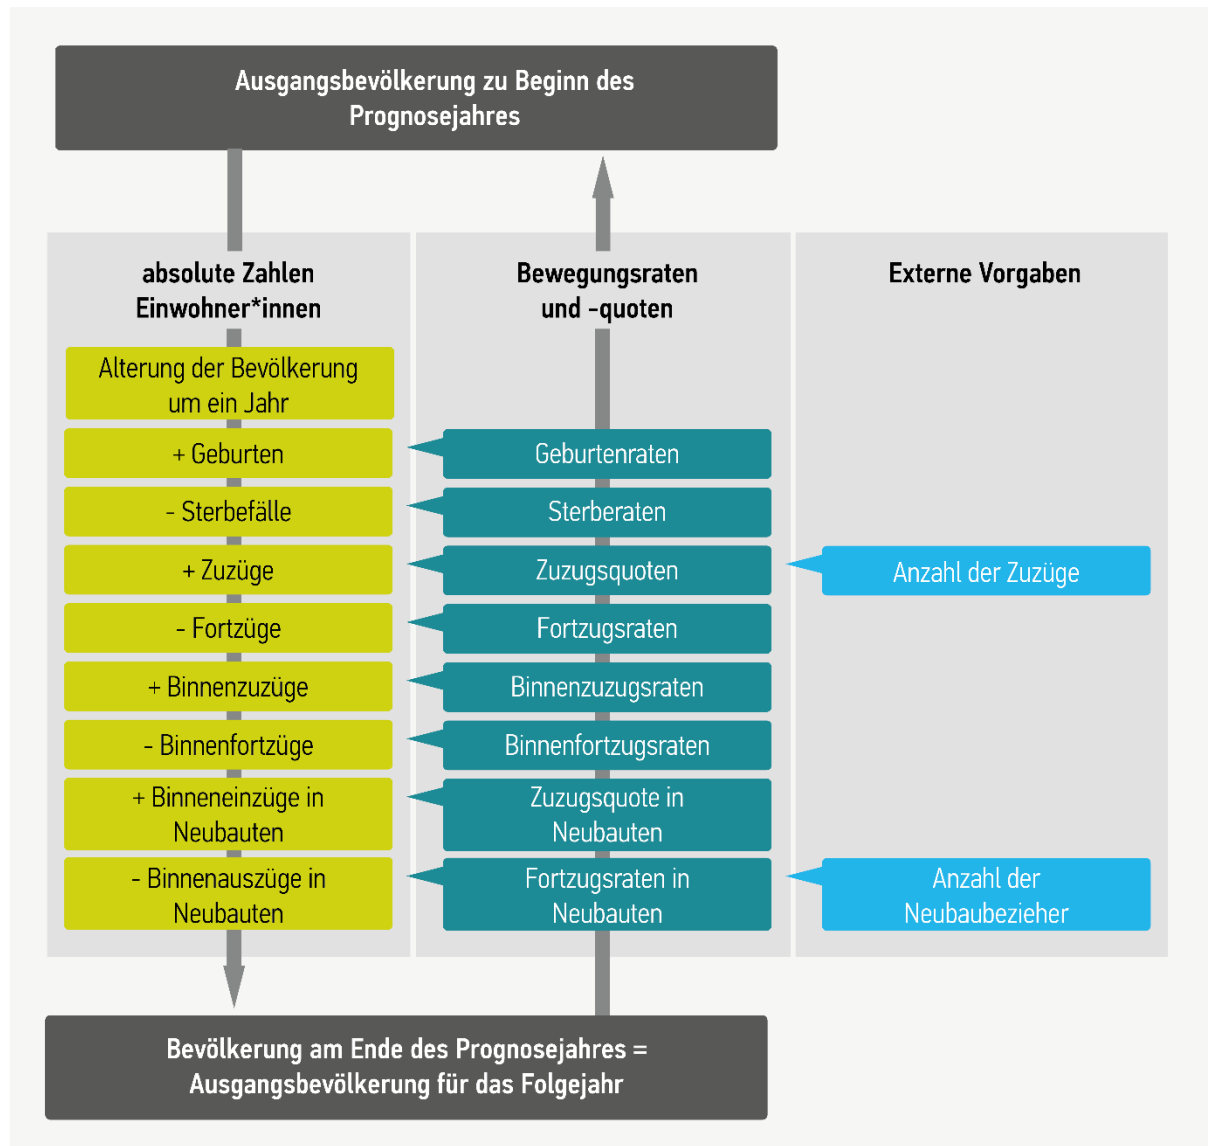 Ausgangsbevölkerung zu Beginn des
Prognosejahres
absolute Zahlen
Einwohner*innen
Bewegungsraten
und -quoten
Externe Vorgaben
Alterung der Bevölkerung
um ein Jahr
+ Geburten
Geburtenraten
- Sterbefälle
Sterberaten
+ Zuzüge
Zuzugsquoten
Anzahl der Zuzüge
- Fortzüge
Fortzugsraten
+ Binnenzuzüge
Binnenzuzugsraten
- Binnenfortzüge
Binnenfortzugsraten
+ Binneneinzüge in
Neubauten
Zuzugsquote in
Neubauten
- Binnenauszüge in
Neubauten
Fortzugsraten in
Neubauten
Anzahl der
Neubaubezieher
Bevölkerung am Ende des Prognosejahres =
Ausgangsbevölkerung für das Folgejahr